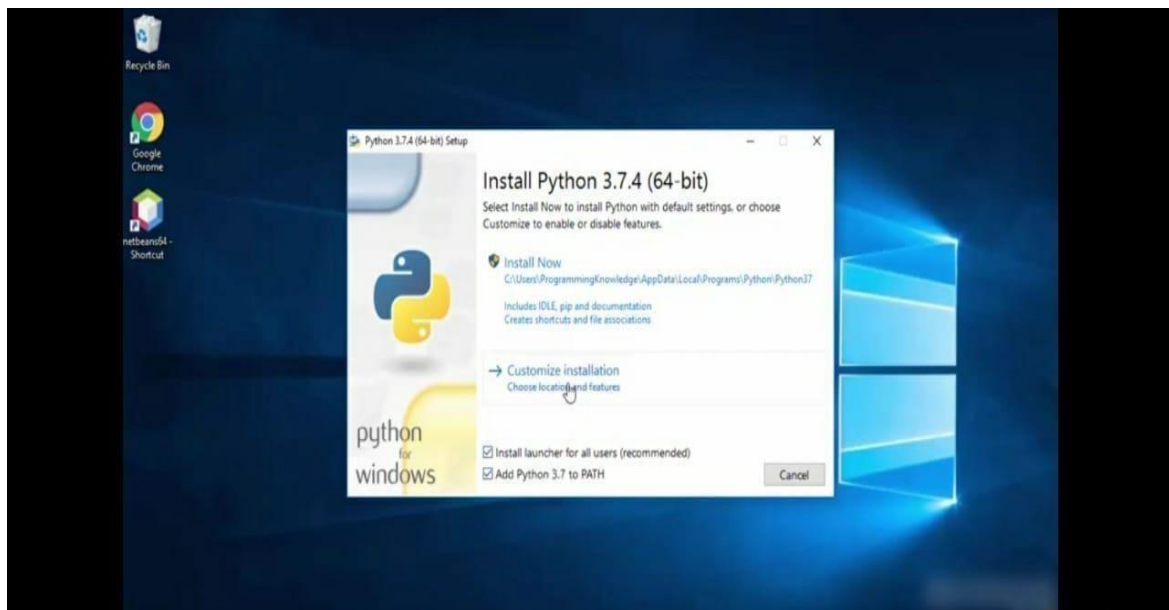 Recycle Bin
Google
Chrome
netbeans64 -
Shortcut
Python 3.7.4 (64-bit) Setup
Install Python 3.7.4 (64-bit)
Select Install Now to install Python with default settings, or choose
Customize to enable or disable features.
Install Now
C:\Users\ProgrammingKnowledge\AppData\Local\Programs\Python\Python37
Includes IDLE, pip and documentation
Creates shortcuts and file associations
→ Customize installation
Choose location and features
Install launcher for all users (recommended)
Add Python 3.7 to PATH
Cancel
python
for
windows